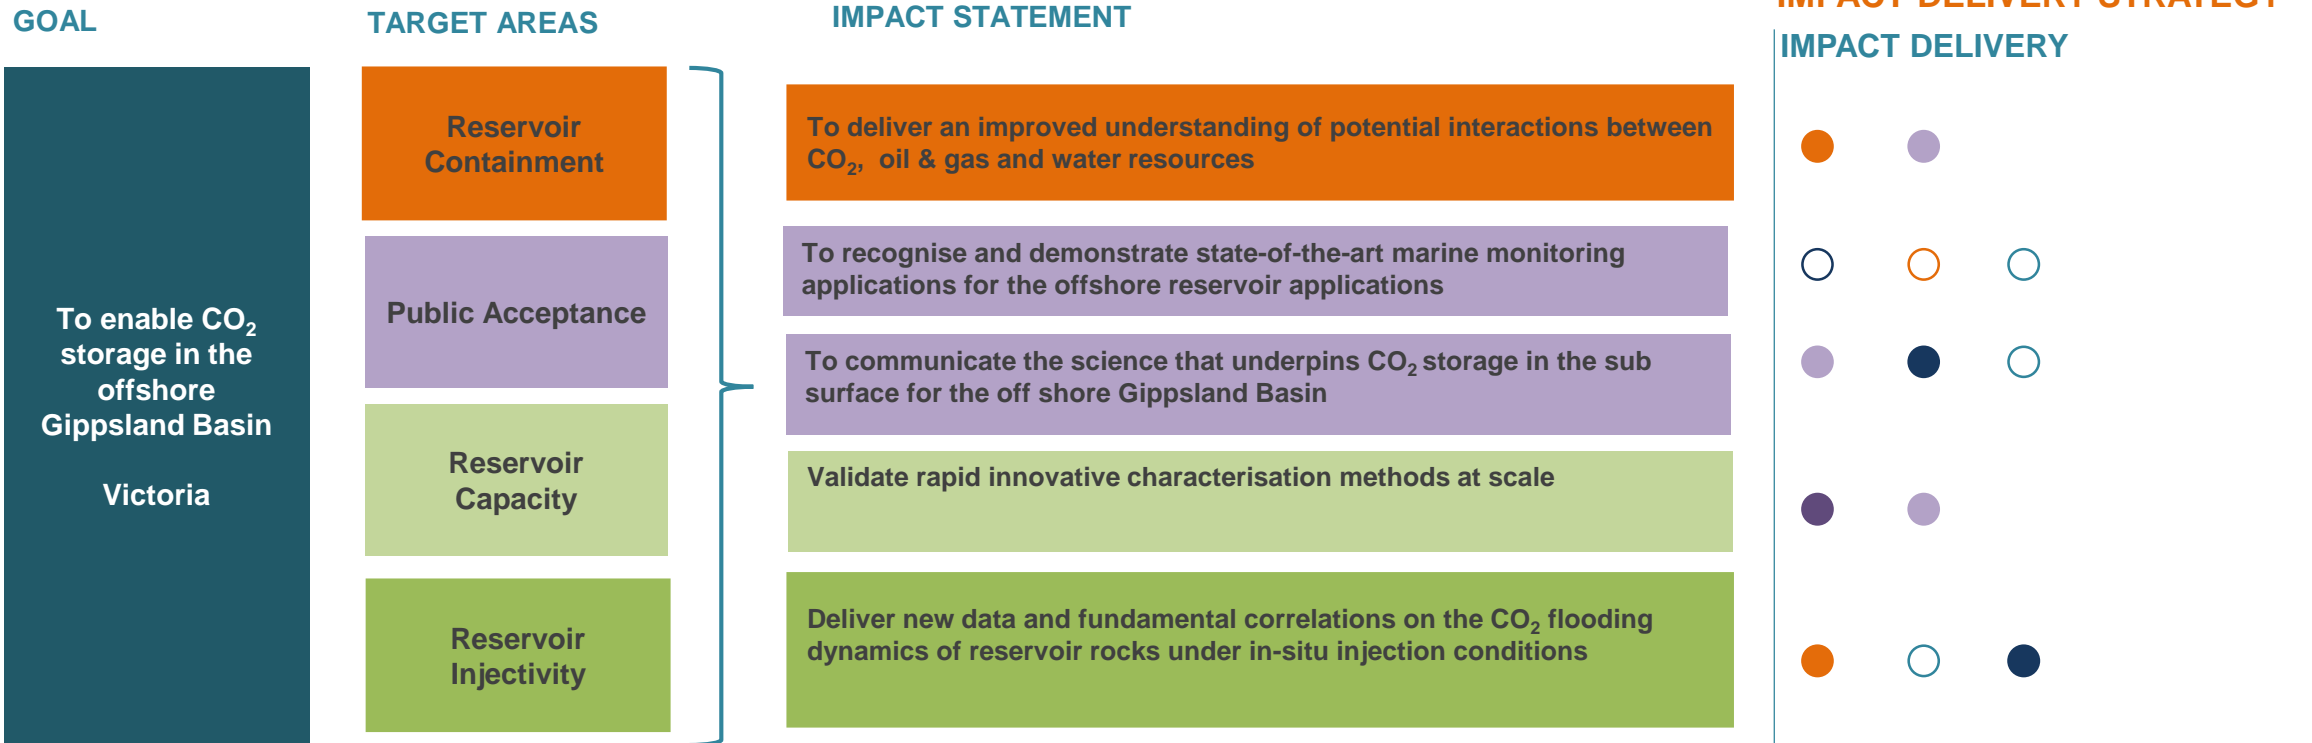 GOAL
TARGET AREAS
IMPACT STATEMENT
IMPACT DELIVERY STRATEGY
IMPACT DELIVERY
To enable CO2
storage in the
offshore
Gippsland Basin
Victoria
Reservoir
Containment
Public Acceptance
Reservoir
Capacity
Reservoir
Injectivity
To deliver an improved understanding of potential interactions between
CO2,  oil & gas and water resources
To recognise and demonstrate state-of-the-art marine monitoring
applications for the offshore reservoir applications
To communicate the science that underpins CO2 storage in the sub
surface for the off shore Gippsland Basin
Validate rapid innovative characterisation methods at scale
Deliver new data and fundamental correlations on the CO2 flooding
dynamics of reservoir rocks under in-situ injection conditions